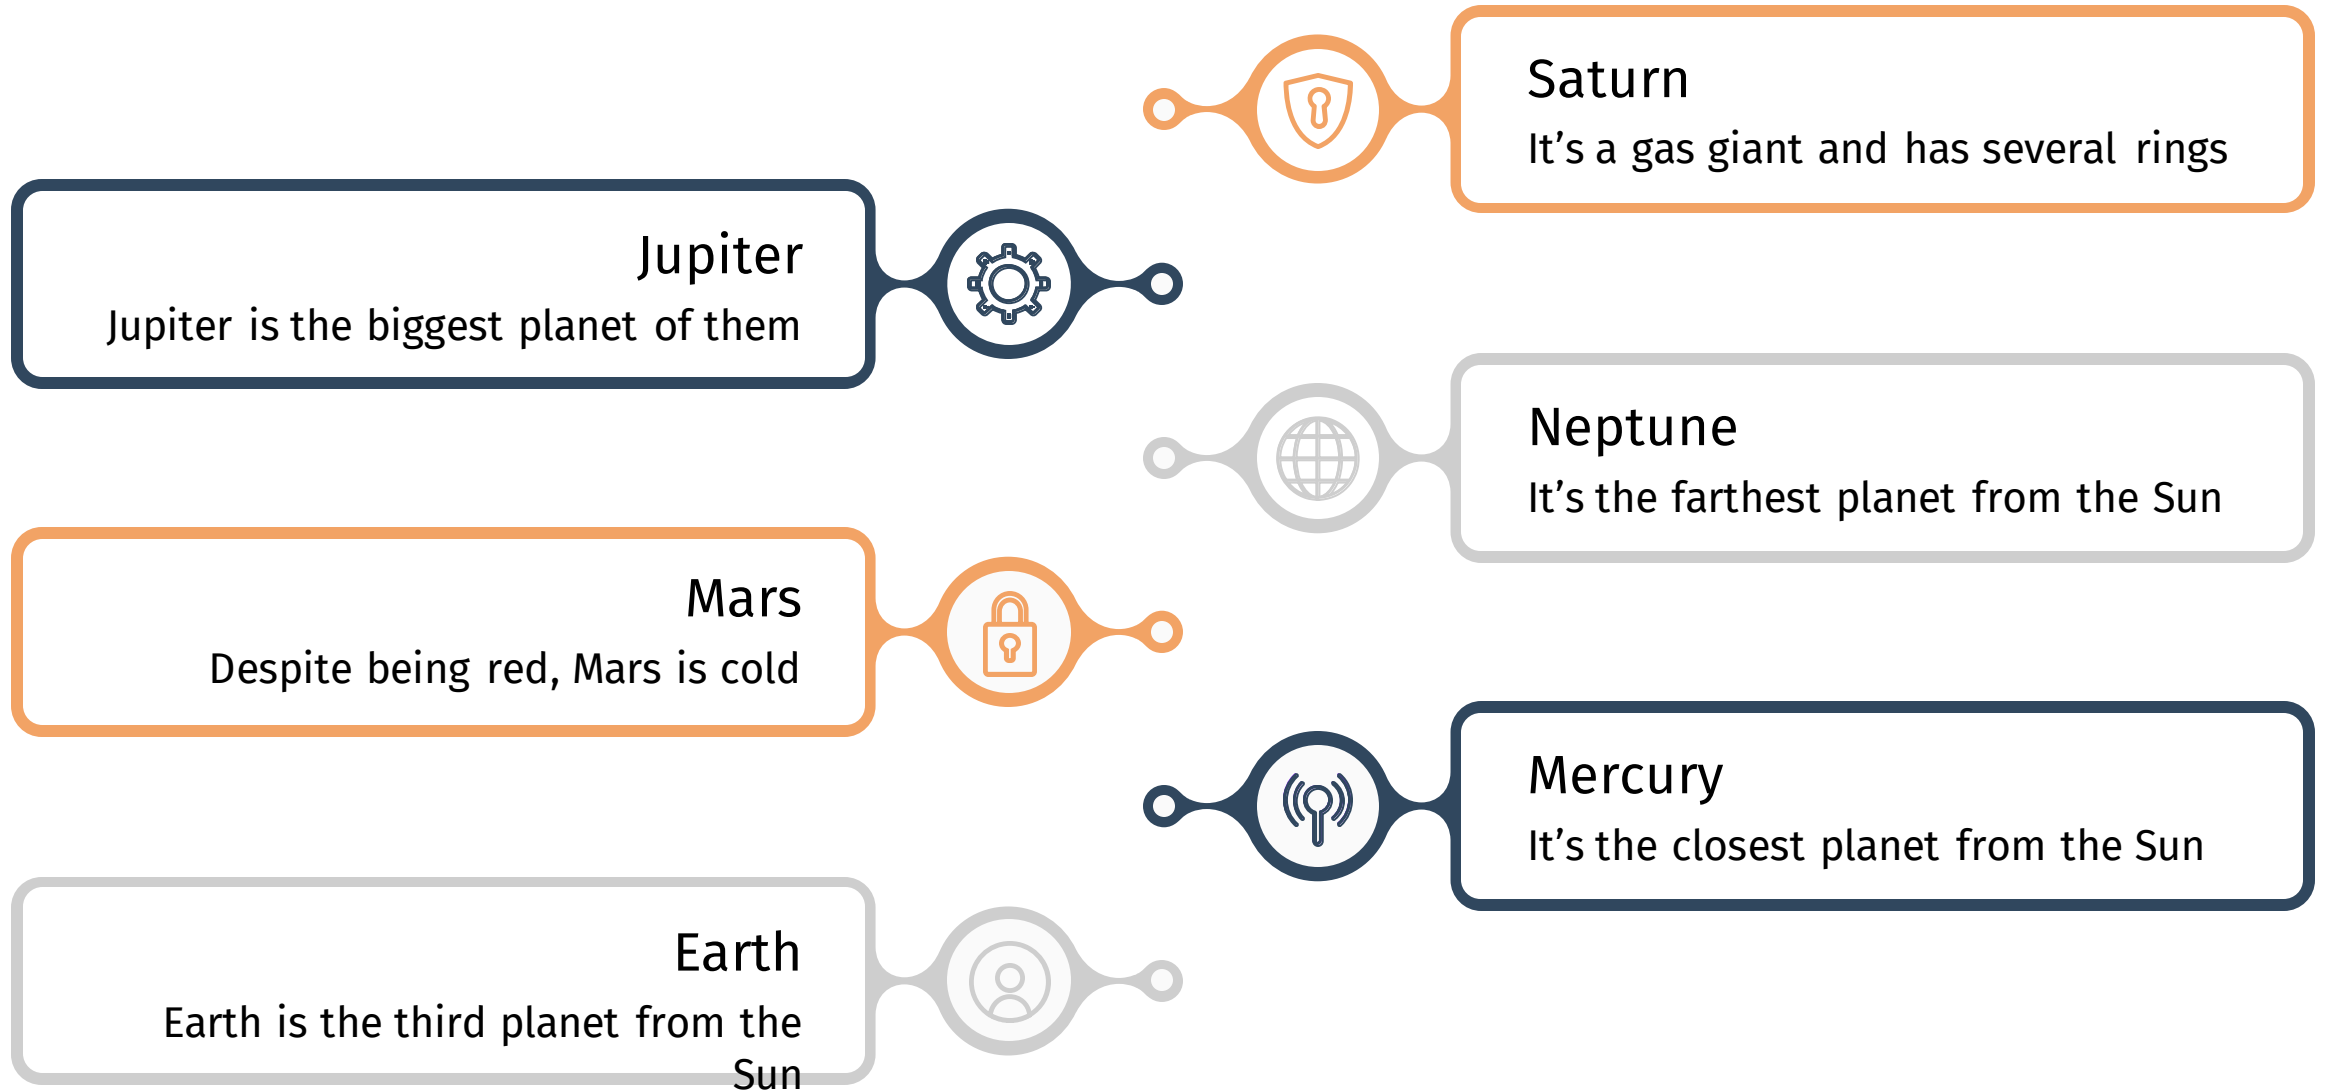 Saturn
It’s a gas giant and has several rings
Jupiter
Jupiter is the biggest planet of them
Neptune
It’s the farthest planet from the Sun
Mars
Despite being red, Mars is cold
Mercury
It’s the closest planet from the Sun
Earth
Earth is the third planet from the
Sun